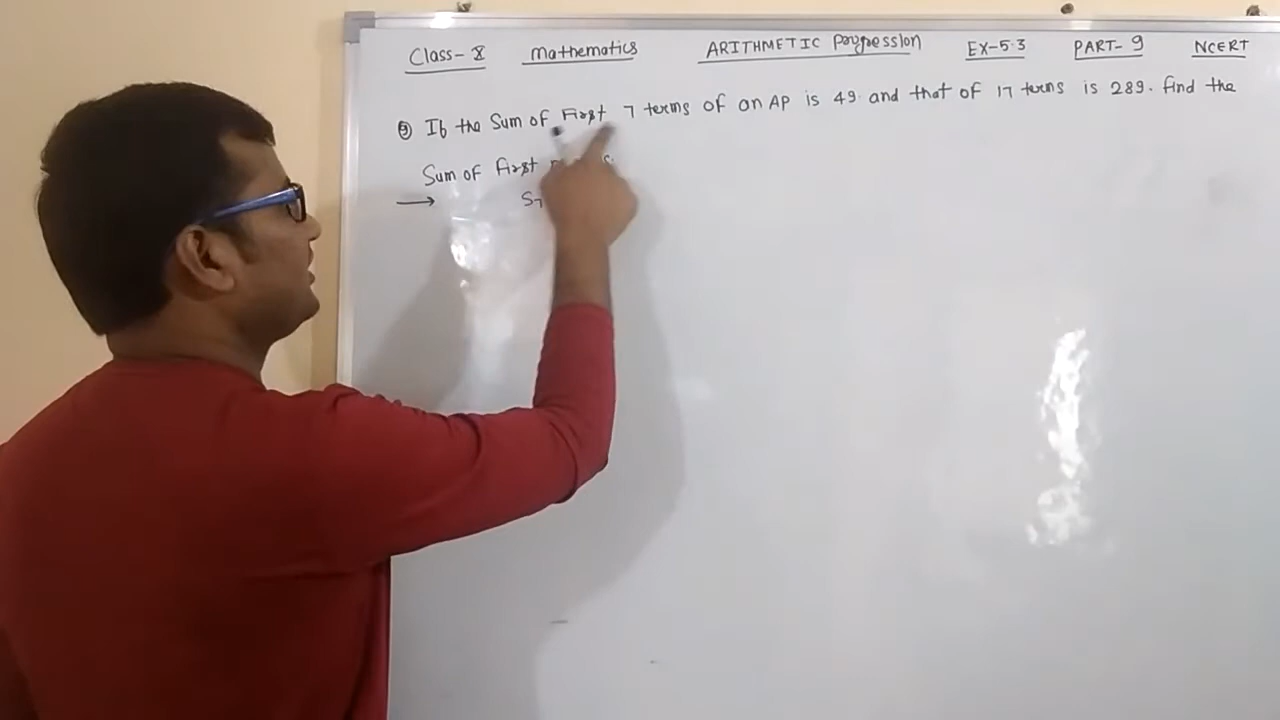 Class- X Mathematics ARITHMETIC Progression EX-5.3 PART- 9 NCERT
⑨ If the Sum of First 7 terms of an AP is 49. and that of 17 terms is 289. find the
Sum of First
→ S₇